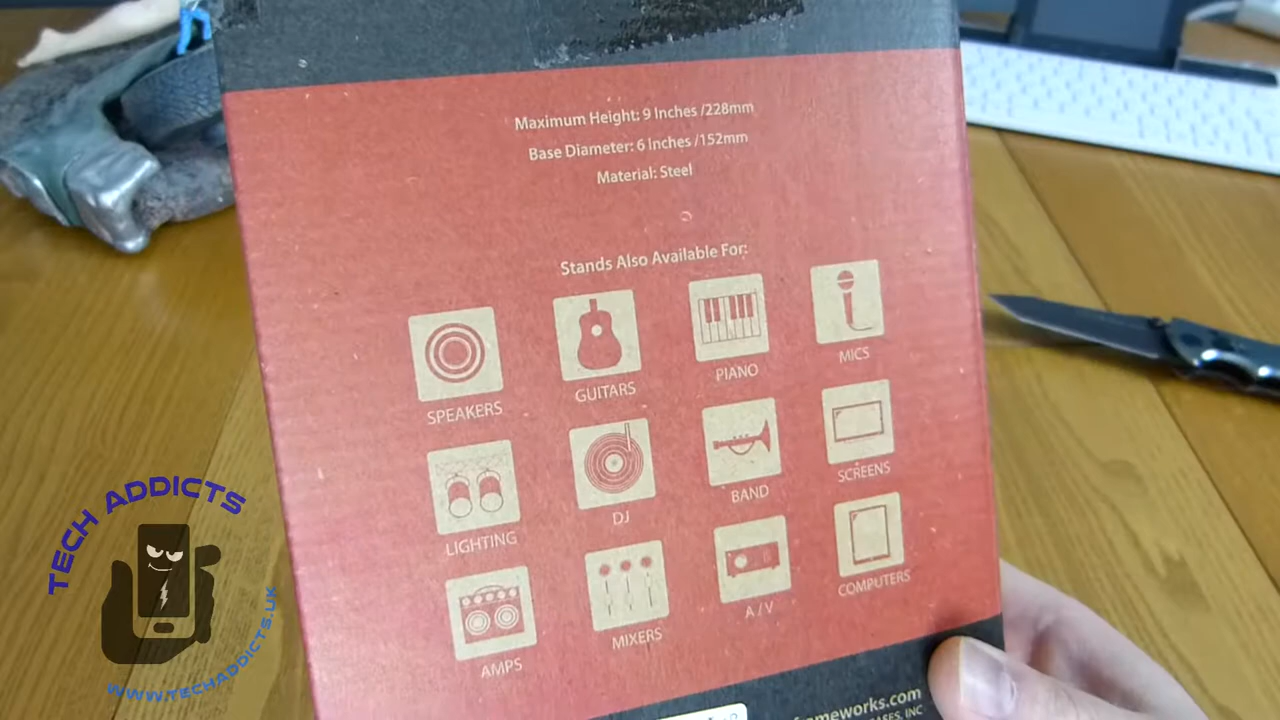 Maximum Height: 9 Inches /228mm
Base Diameter: 6 Inches /152mm
Material: Steel
Stands Also Available For:
SPEAKERS
GUITARS
PIANO
MICS
LIGHTING
DJ
BAND
SCREENS
AMPS
MIXERS
A / V
COMPUTERS
TECH ADDICTS
WWW.TECHADDICTS.UK